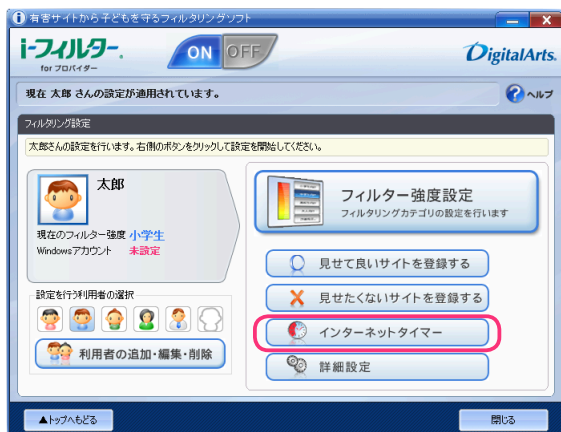 有害サイトから子どもを守るフィルタリングソフト
i-フィルター®
for プロバイダー
ON OFF
DigitalArts.
現在 太郎 さんの設定が適用されています。
ヘルプ
フィルタリング設定
太郎さんの設定を行います。右側のボタンをクリックして設定を開始してください。
太郎
現在のフィルター強度 小学生
Windowsアカウント 未設定
設定を行う利用者の選択
利用者の追加・編集・削除
フィルター強度設定
フィルタリングカテゴリの設定を行います
見せて良いサイトを登録する
見せたくないサイトを登録する
インターネットタイマー
詳細設定
▲トップへもどる
閉じる